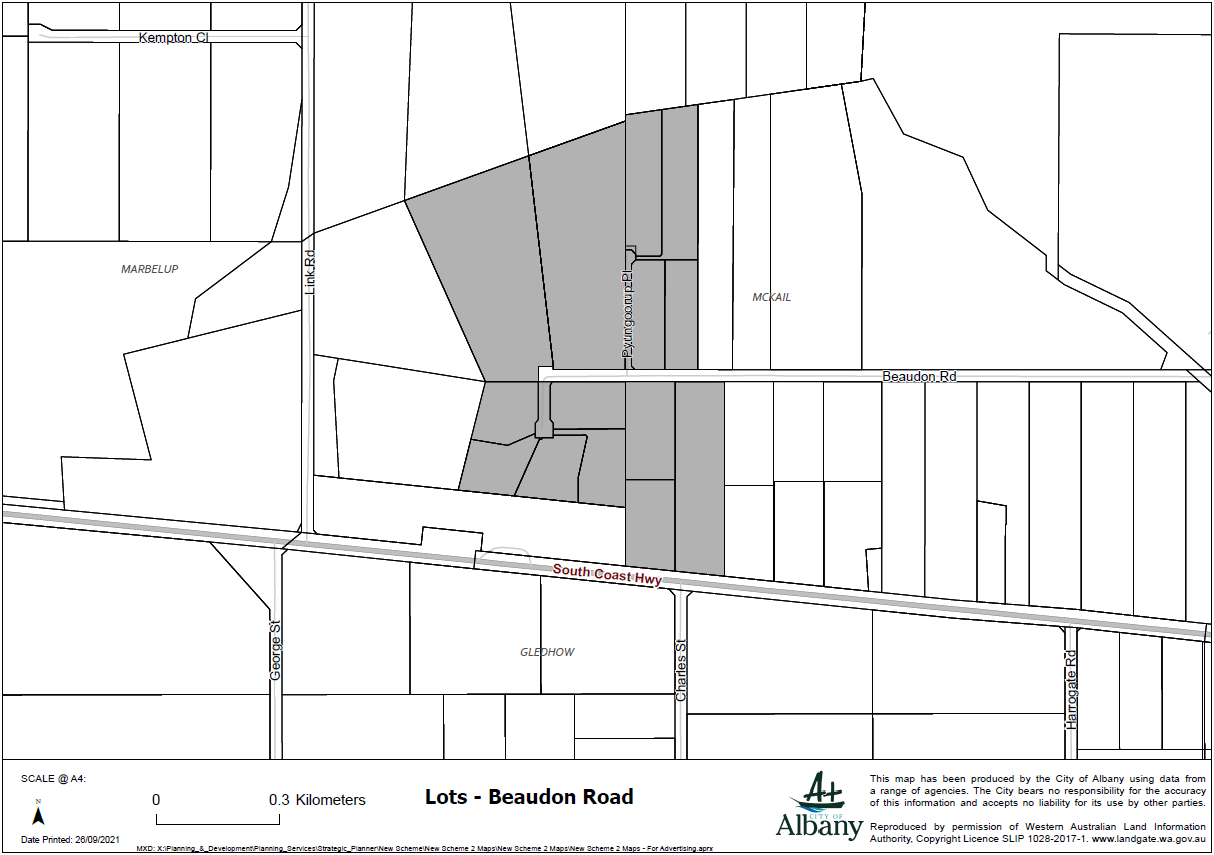 Kempton Cl
MARBELUP
Link Rd
Pyungoorup Pl
MCKAIL
Beaudon Rd
South Coast Hwy
George St
GLEDHOW
Charles St
Harrogate Rd
SCALE @ A4:
N
0 0.3 Kilometers
Date Printed: 26/09/2021
MXD: X:\Planning_&_Development\Planning_Services\Strategic_Planner\New Scheme\New Scheme 2 Maps\New Scheme 2 Maps\New Scheme 2 Maps - For Advertising.aprx
Lots - Beaudon Road
CITY OF
Albany
This map has been produced by the City of Albany using data from
a range of agencies. The City bears no responsibility for the accuracy
of this information and accepts no liability for its use by other parties.
Reproduced by permission of Western Australian Land Information
Authority, Copyright Licence SLIP 1028-2017-1. www.landgate.wa.gov.au